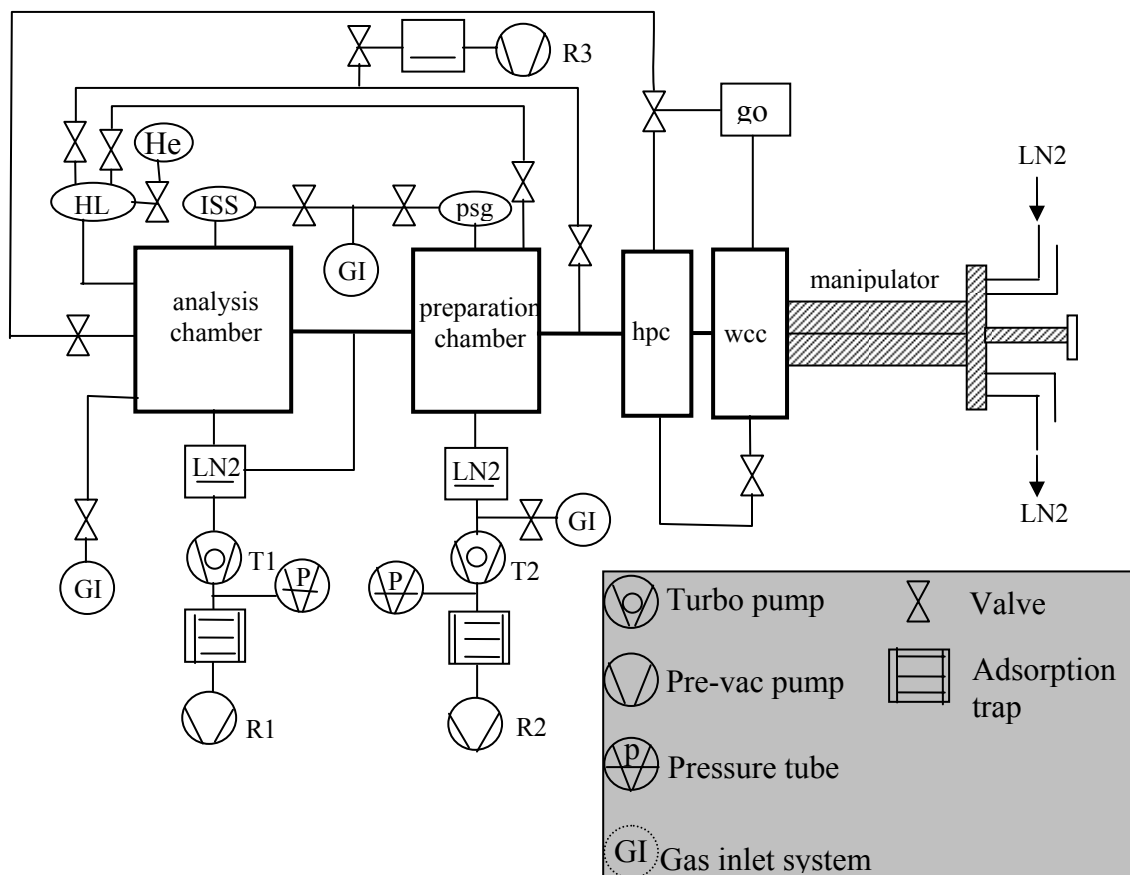 R3
go
He
LN2
HL
ISS
psg
GI
analysis
chamber
preparation
chamber
hpc
wcc
manipulator
LN2
LN2
GI
LN2
GI
T1
P
P
T2
R1
R2
Turbo pump
Valve
Pre-vac pump
Adsorption
trap
p
Pressure tube
GI
Gas inlet system